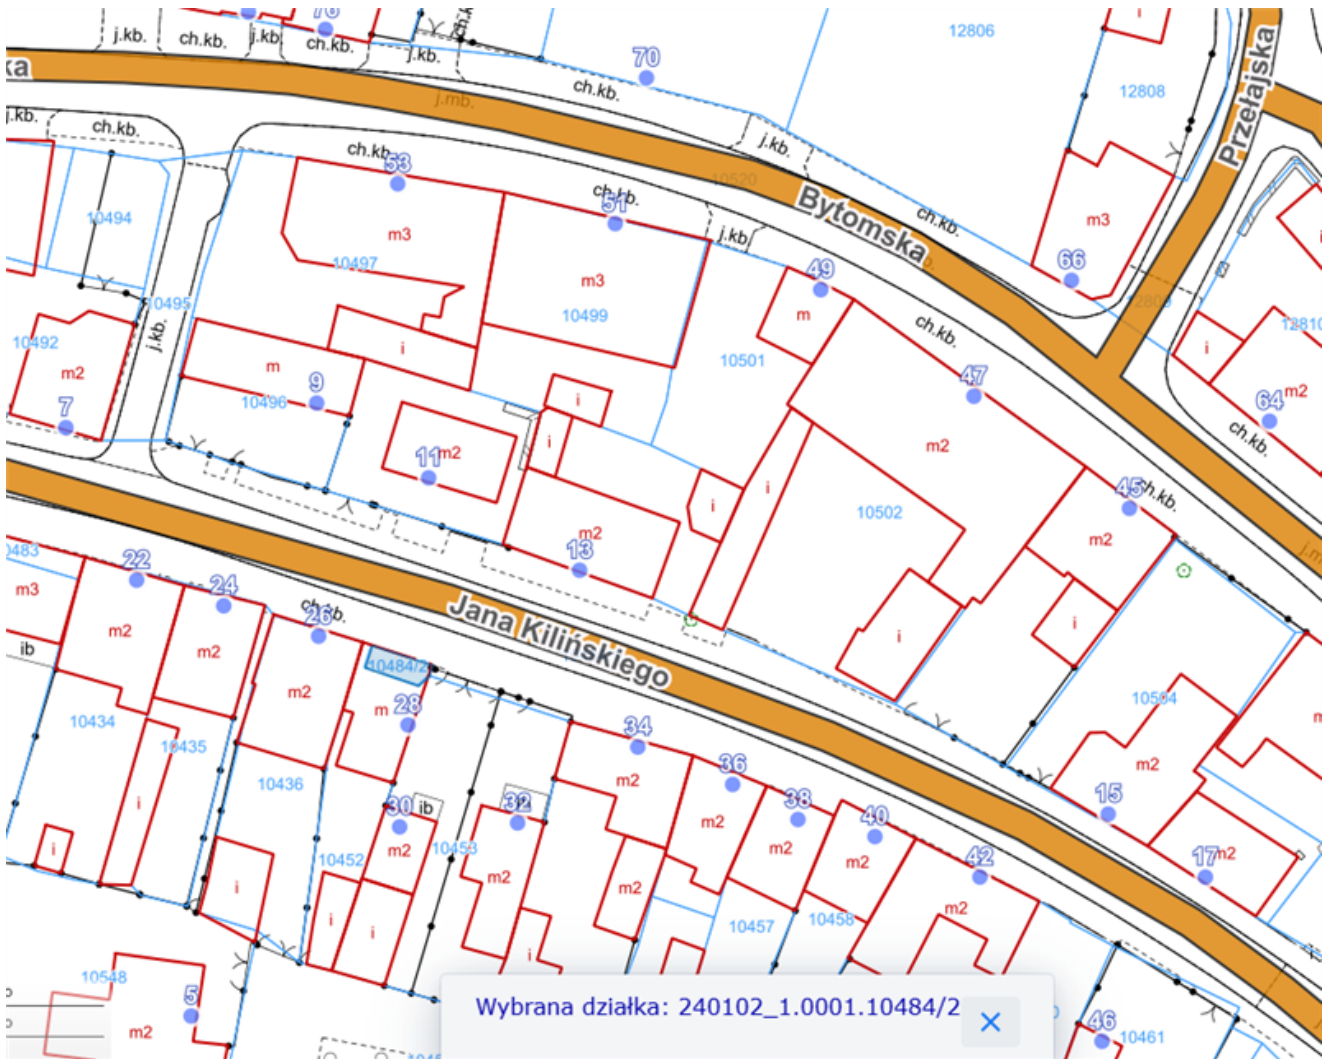 70
12806
i
j.kb.
ch.kb.
j.kb.
ch.kb.
j.kb.
ch.kb.
12808
Przełajska
ka
j.mb.
j.kb.
ch.kb.
ch.kb.
53
j.kb.
10520
ch.kb.
51
Bytomska
ch.kb.
10494
m3
10497
j.kb.
m3
66
m3
10495
49
m
12809
10499
ch.kb.
12810
10492
j.kb.
i
10501
i
m2
m
9
10496
i
47
m2
64
7
11
m2
i
m2
ch.kb.
i
45
ch.kb.
i
10502
m2
13
m2
j.m
10483
22
24
m3
ch.kb.
26
Jana Kilińskiego
m2
m2
i
i
ib
10484/2
m2
m
28
10504
10434
10435
34
m2
10436
36
m2
i
30
ib
32
m2
38
15
40
m2
m2
m2
m2
10452
10453
17
m2
i
m2
m2
42
i
i
i
i
10457
10458
m2
10548
5
m2
Wybrana działka: 240102_1.0001.10484/2
46
10461